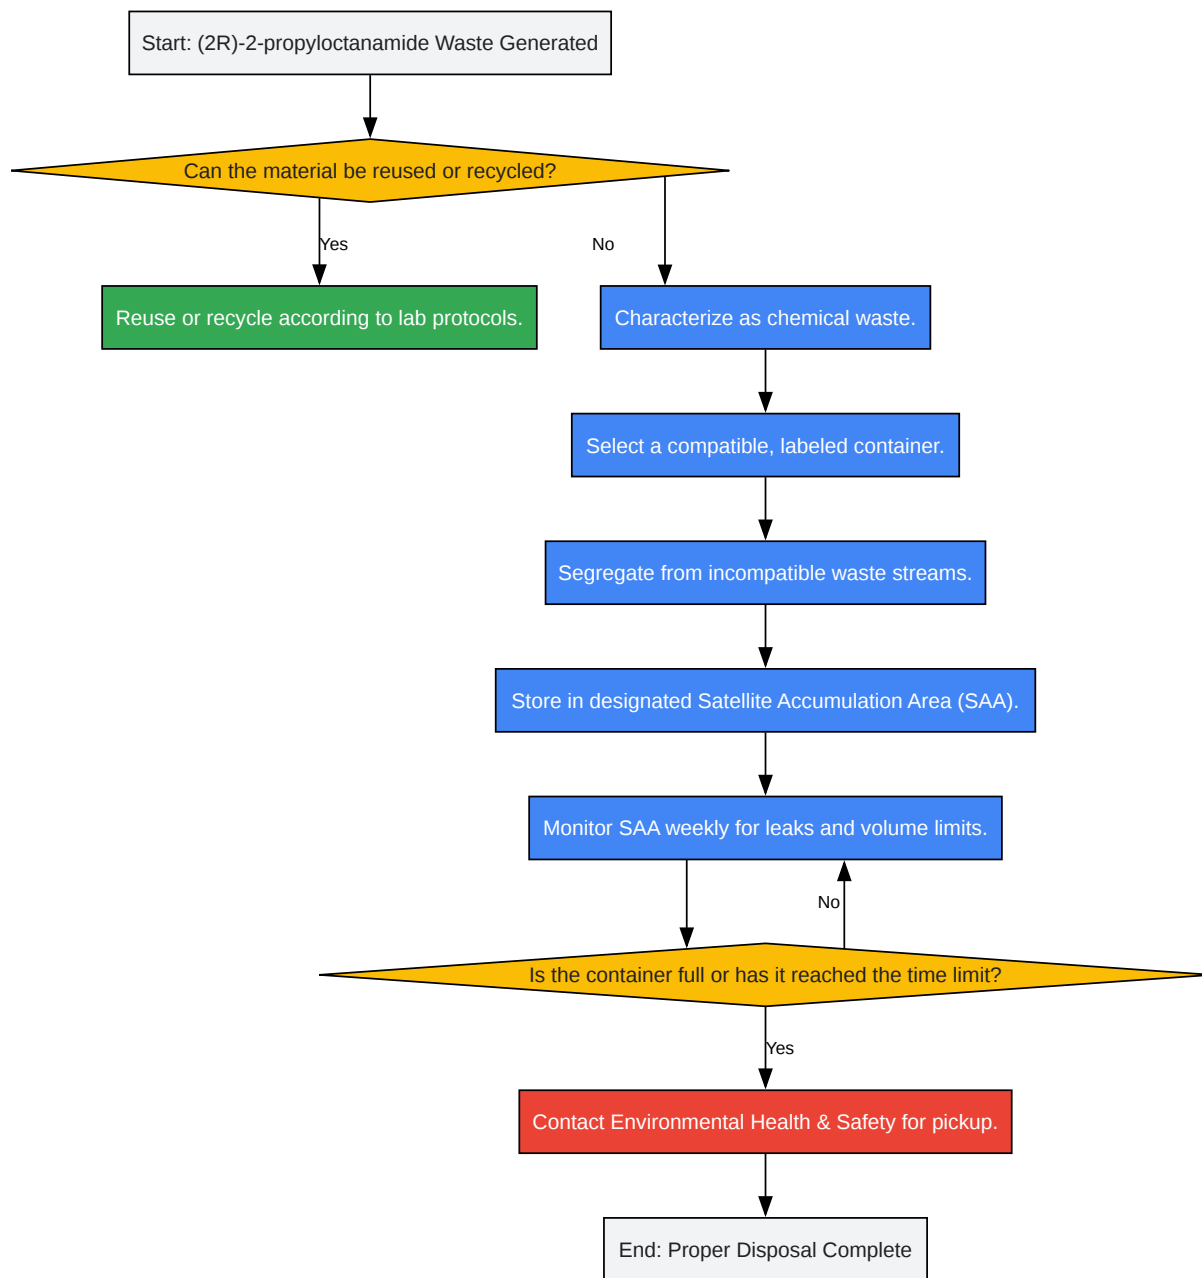 Start: (2R)-2-propyloctanamide Waste Generated
Can the material be reused or recycled?
Yes
No
Reuse or recycle according to lab protocols.
Characterize as chemical waste.
Select a compatible, labeled container.
Segregate from incompatible waste streams.
Store in designated Satellite Accumulation Area (SAA).
Monitor SAA weekly for leaks and volume limits.
No
Is the container full or has it reached the time limit?
Yes
Contact Environmental Health & Safety for pickup.
End: Proper Disposal Complete